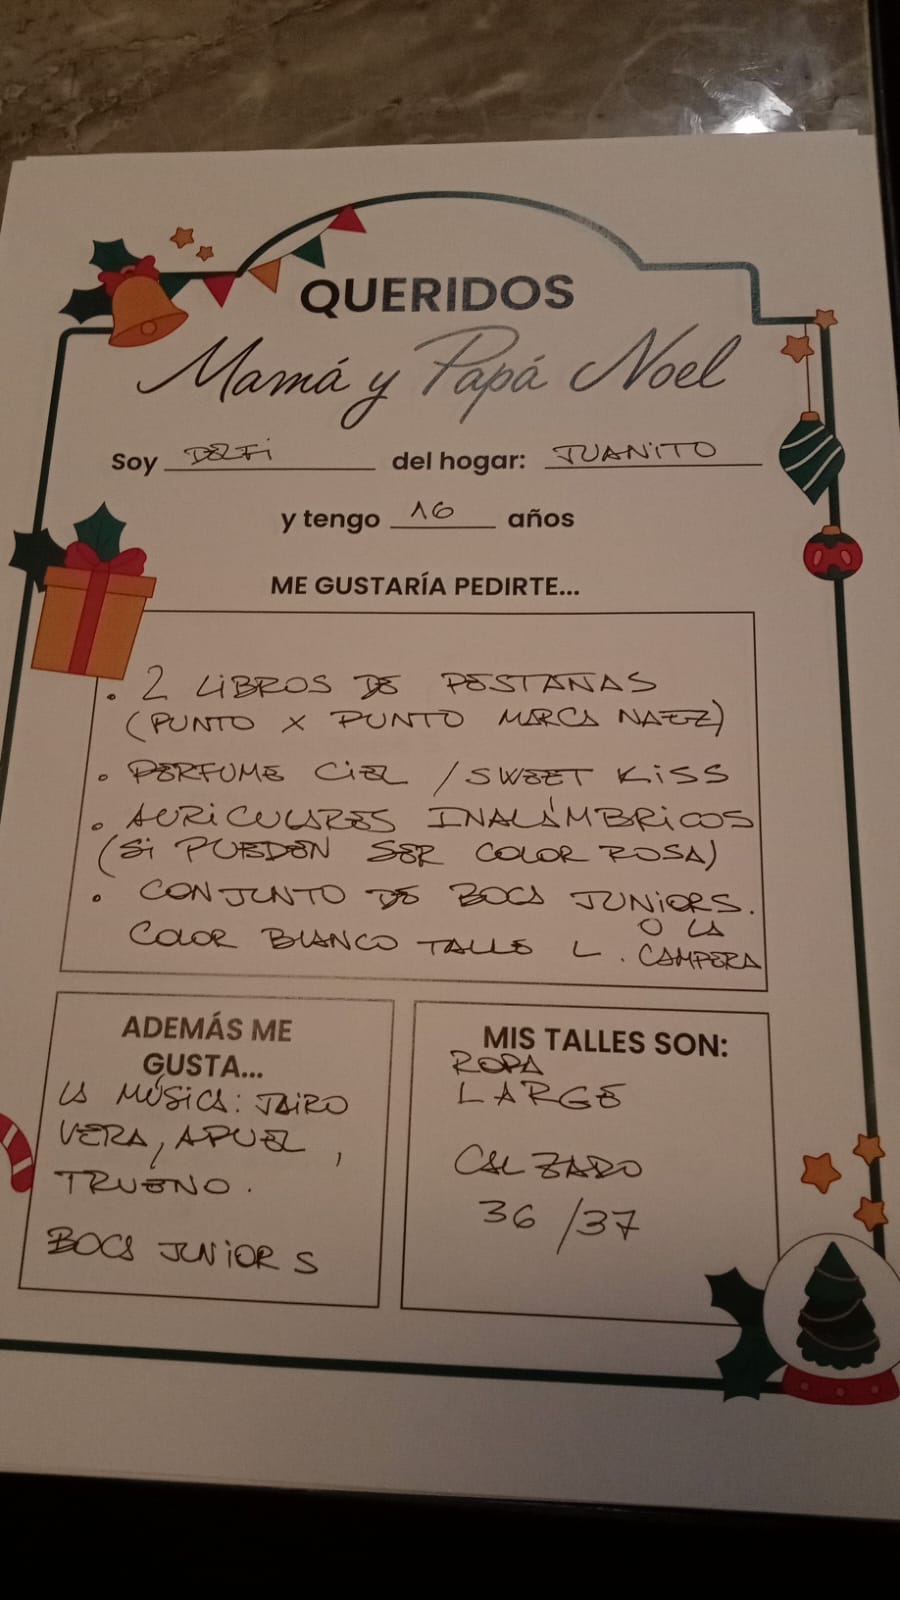 QUERIDOS
Mamá y Papá Noel
Soy DELFI del hogar: JUANITO
y tengo 16 años
ME GUSTARÍA PEDIRTE...
. 2 LIBROS DE PESTAÑAS
(PUNTO X PUNTO MARCA NAEZ)
. PERFUME CIEL / SWEET KISS
. AURICULARES INALÁMBRICOS
(SI PUEDEN SER COLOR ROSA)
. CONJUNTO DE BOCA JUNIORS.
COLOR BLANCO TALLE L. O LA CAMPERA
ADEMÁS ME
GUSTA...
LA MÚSICA: JAIRO
VERA, APUEL,
TRUENO.
BOCA JUNIORS
MIS TALLES SON:
ROPA
LARGE
CALZADO
36 /37